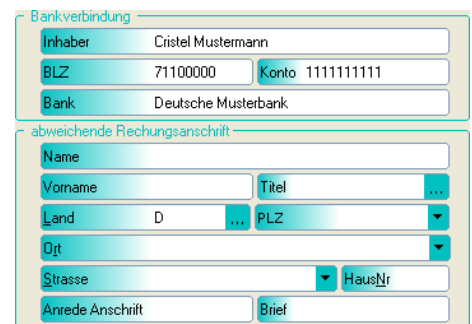 Bankverbindung
Inhaber Cristel Mustermann
BLZ 71100000 Konto 1111111111
Bank Deutsche Musterbank
abweichende Rechungsanschrift
Name
Vorname Titel ...
Land D ... PLZ
Ort
Strasse HausNr
Anrede Anschrift Brief